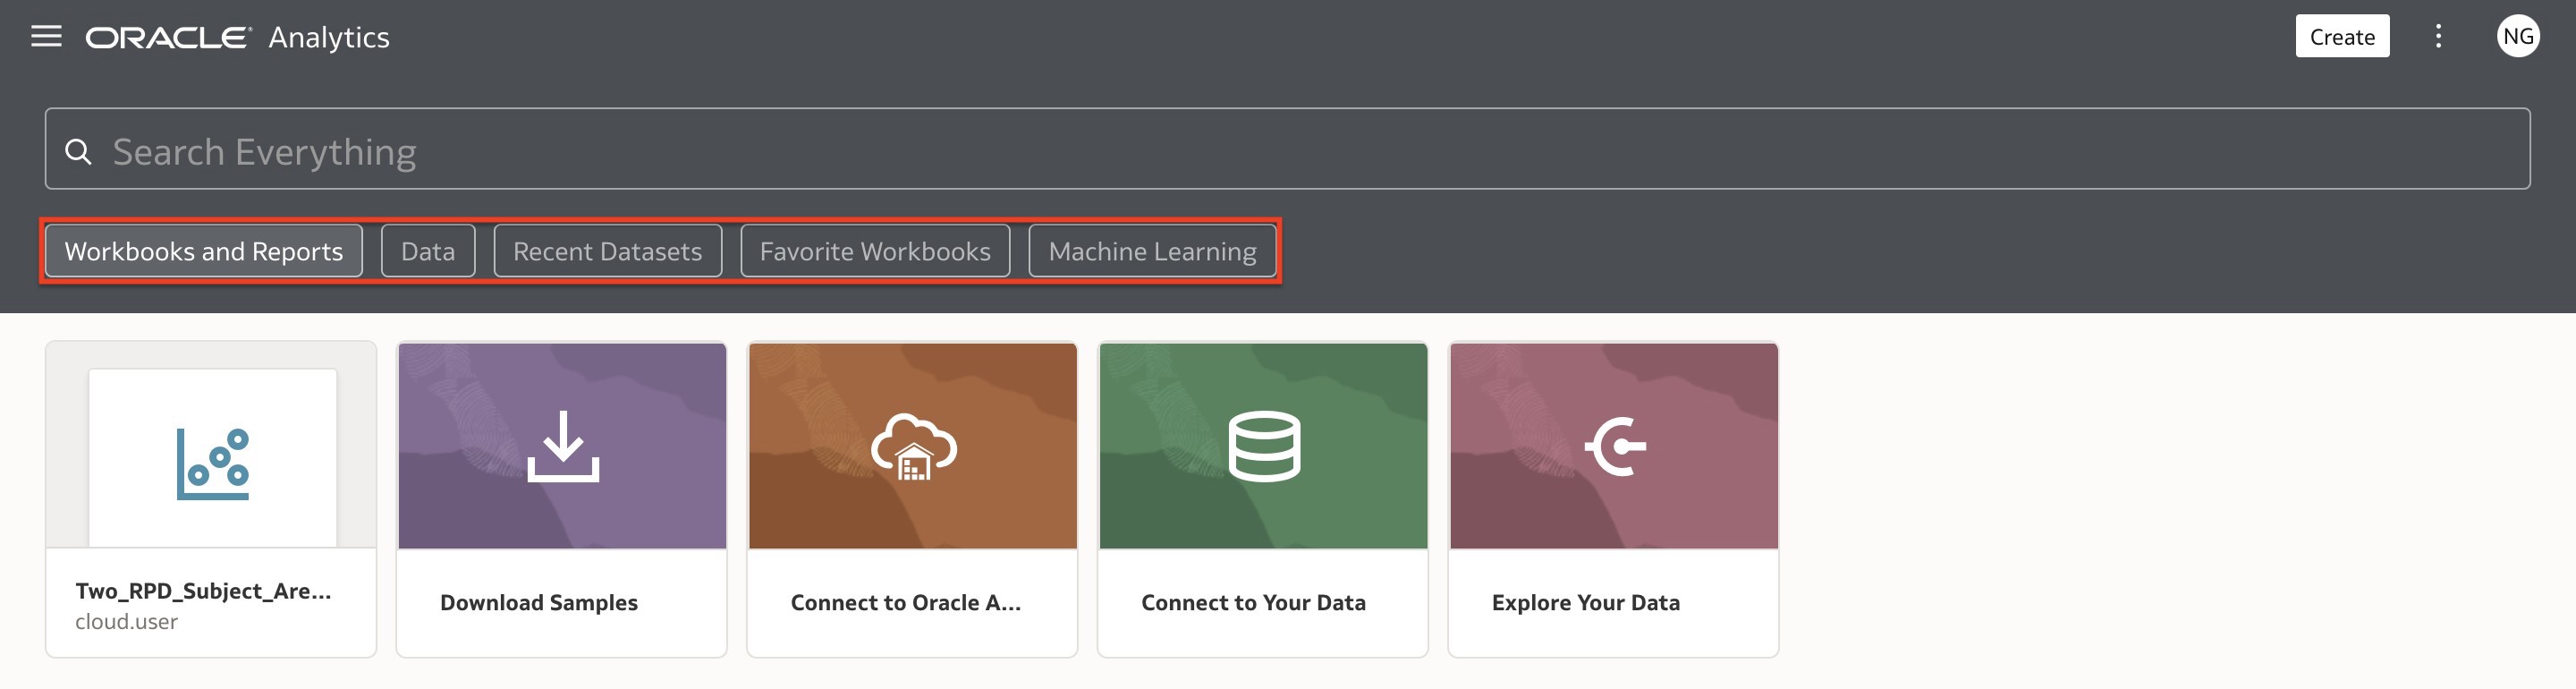 ORACLE® Analytics
Create
NG
Search Everything
Workbooks and Reports
Data
Recent Datasets
Favorite Workbooks
Machine Learning
Two_RPD_Subject_Are...
cloud.user
Download Samples
Connect to Oracle A...
Connect to Your Data
Explore Your Data